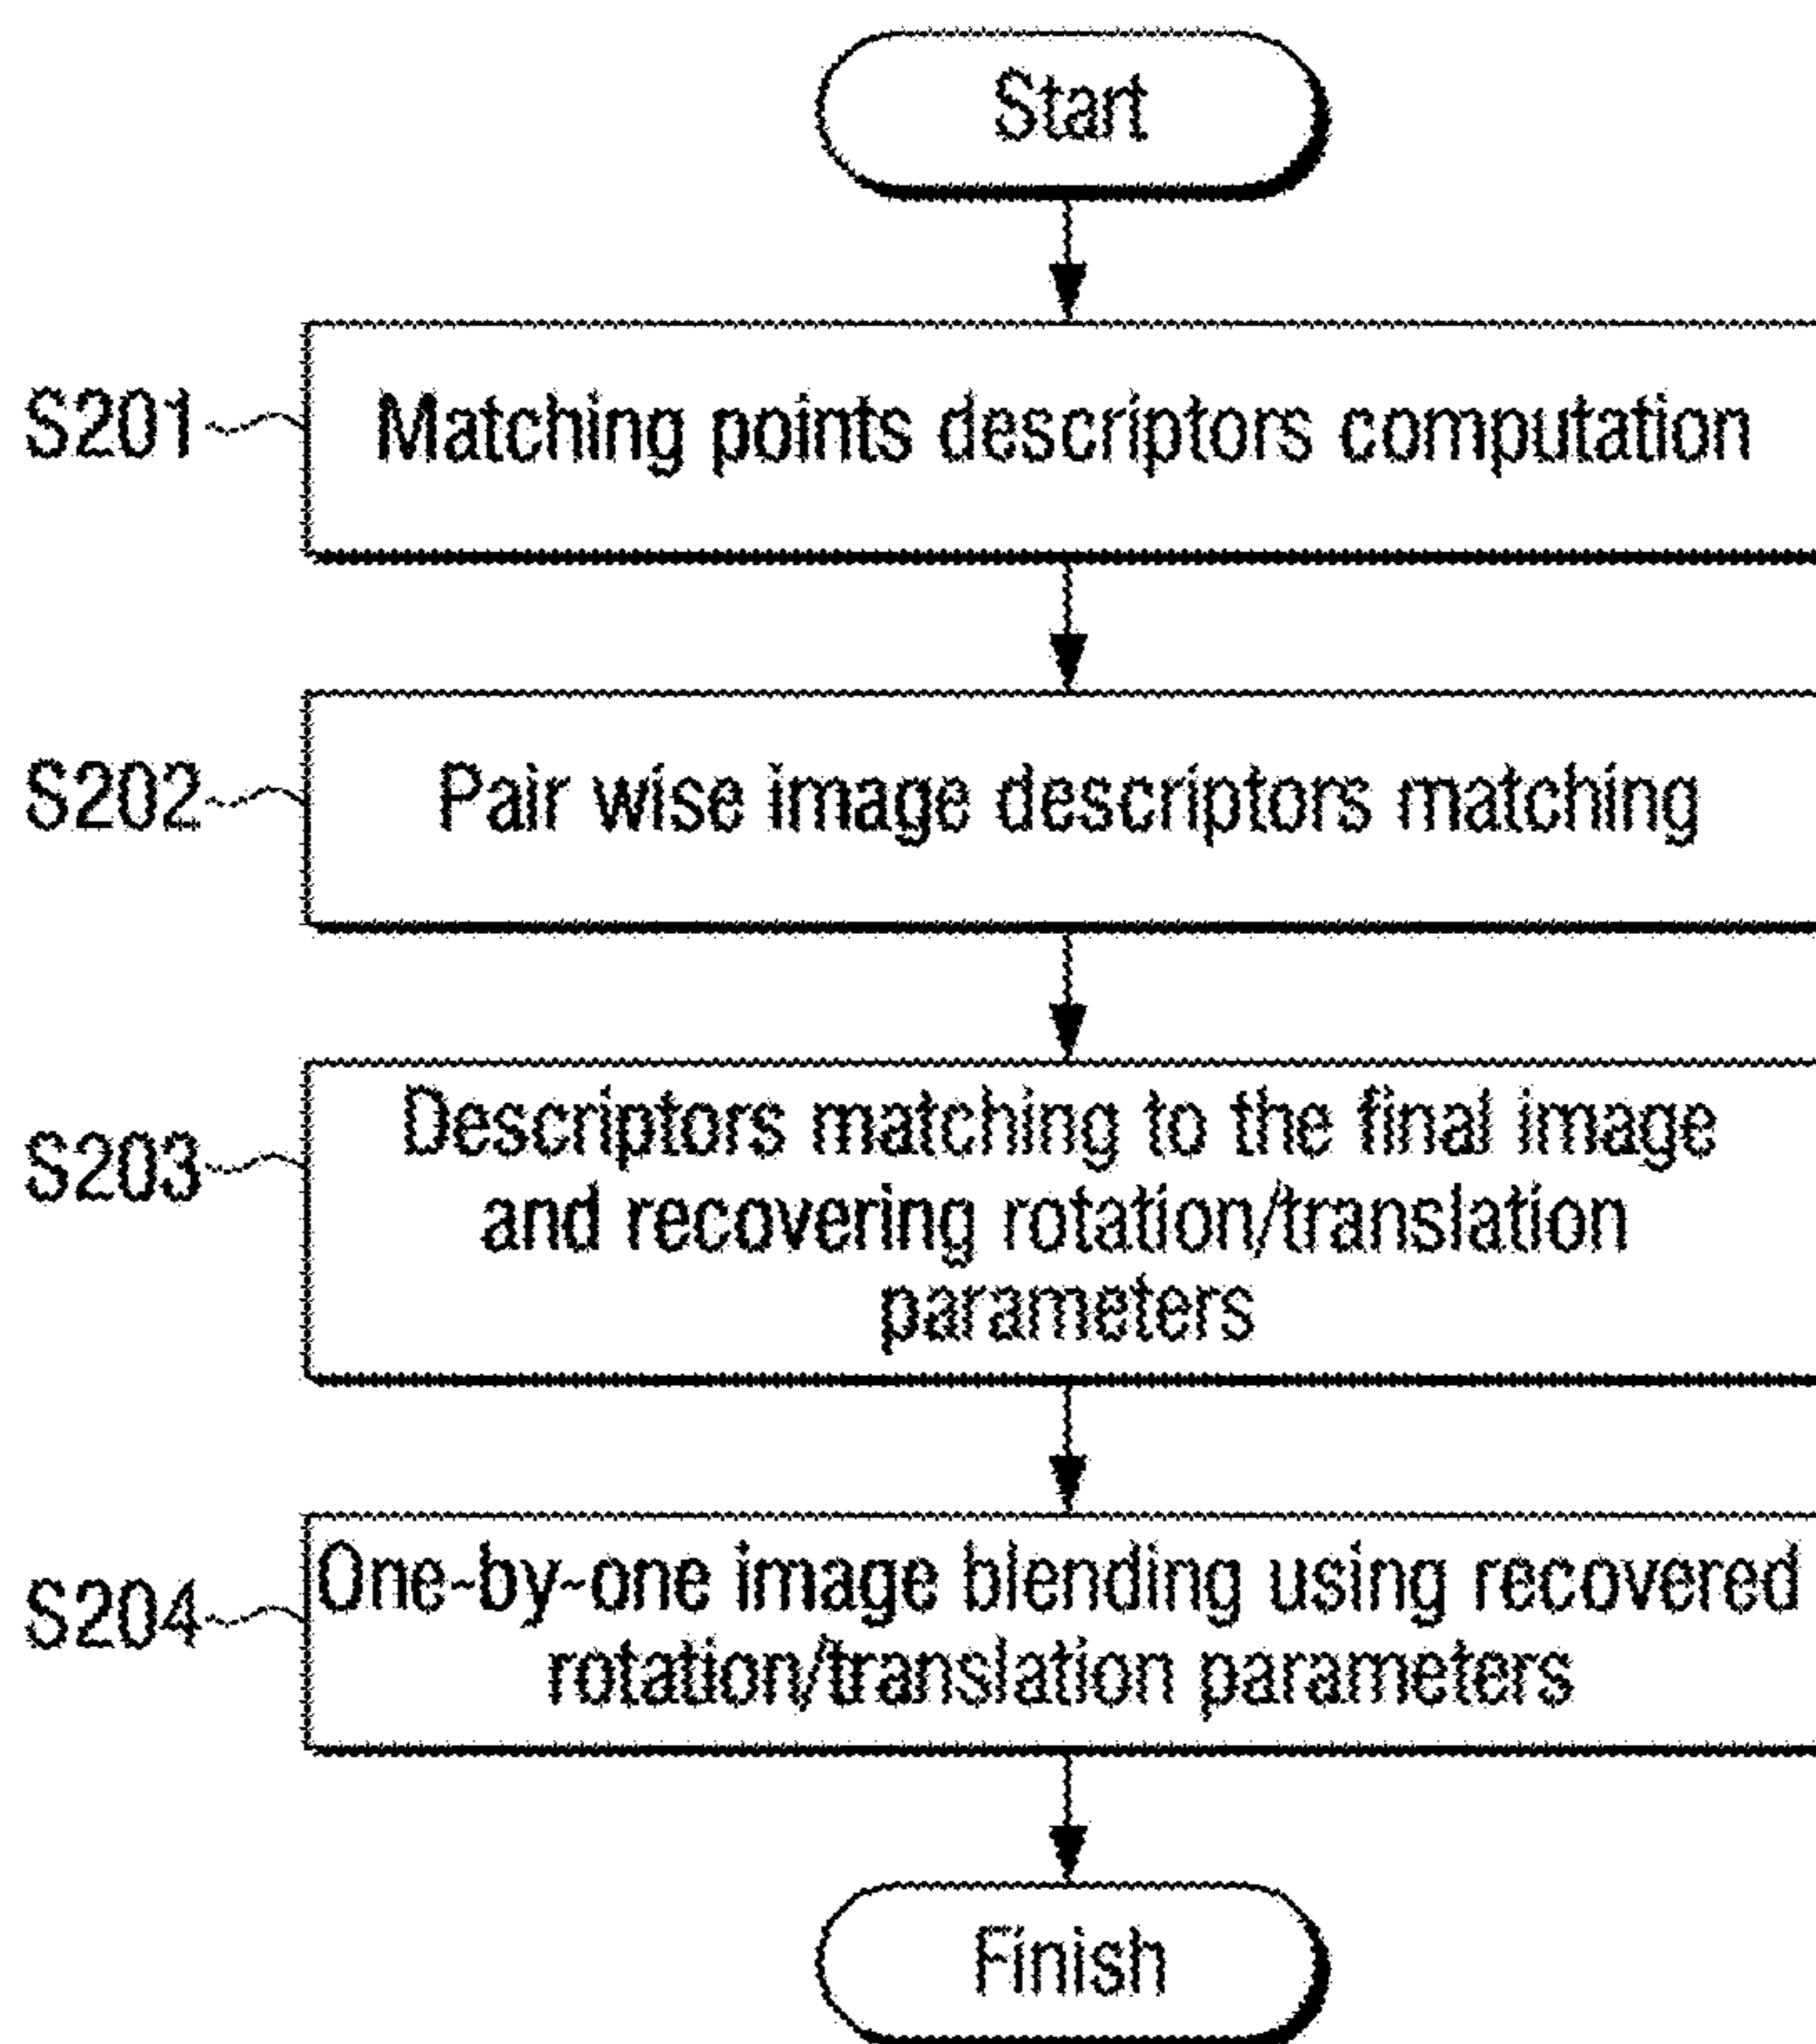 Start
S201
Matching points descriptors computation
S202
Pair wise image descriptors matching
S203
Descriptors matching to the final image
and recovering rotation/translation
parameters
S204
One-by-one image blending using recovered
rotation/translation parameters
Finish